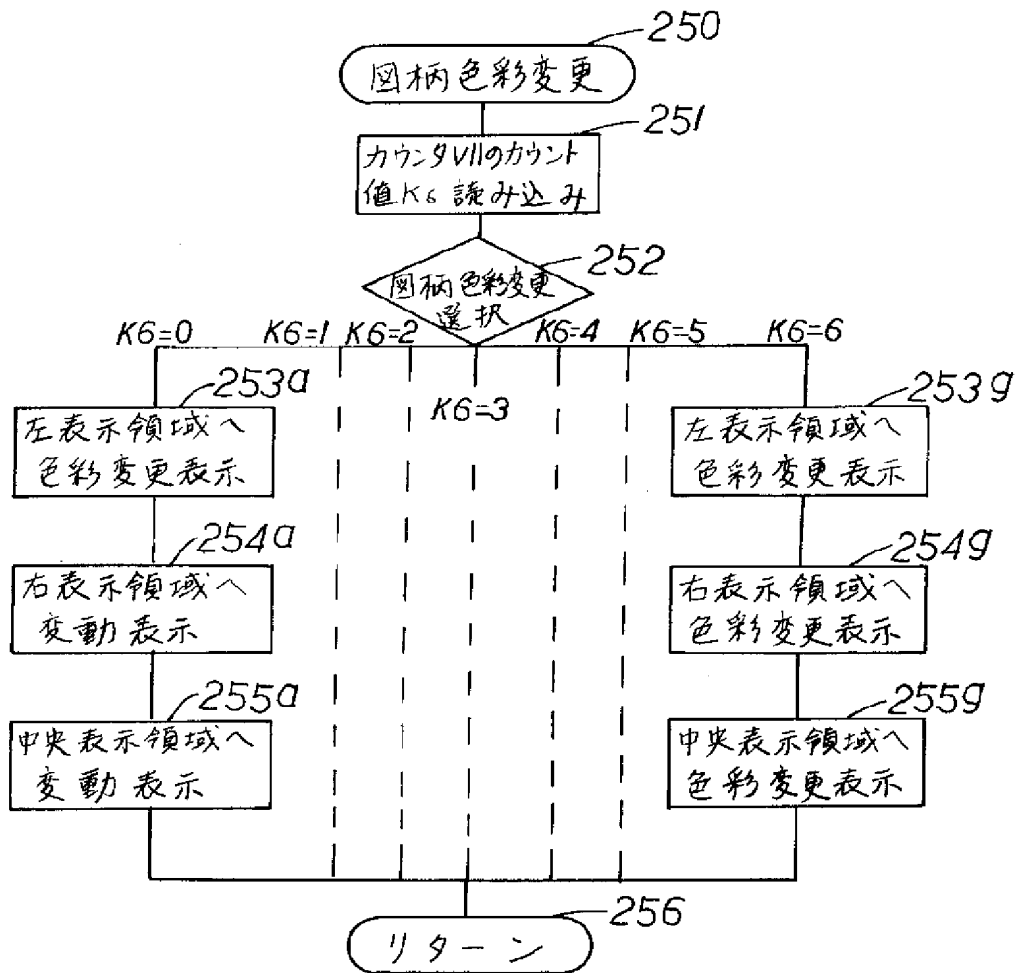 250
図柄色彩変更
251
カウンタVIIのカウント
値K6 読み込み
252
図柄色彩変更
選択
K6=0
K6=1
K6=2
K6=3
K6=4
K6=5
K6=6
253a
左表示領域へ
色彩変更表示
253g
左表示領域へ
色彩変更表示
254a
右表示領域へ
変動表示
254g
右表示領域へ
色彩変更表示
255a
中央表示領域へ
変動表示
255g
中央表示領域へ
色彩変更表示
256
リターン